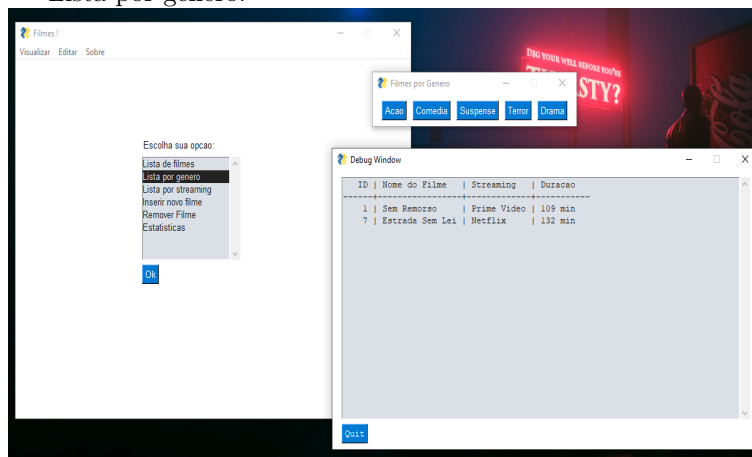 Lista por genero:
Filmes !
Visualizar Editar Sobre
DIG YOUR WELL BEFORE YOU'RE
STY?
Filmes por Genero
Acao Comedia Suspense Terror Drama
Escolha sua opcao:
Lista de filmes
Lista por genero
Lista por streaming
Inserir novo filme
Remover Filme
Estatisticas
Ok
Debug Window
ID | Nome do Filme | Streaming | Duracao
------+---------------+-------------+----------
1 | Sem Remorso | Prime Video | 109 min
7 | Estrada Sem Lei | Netflix | 132 min
Quit